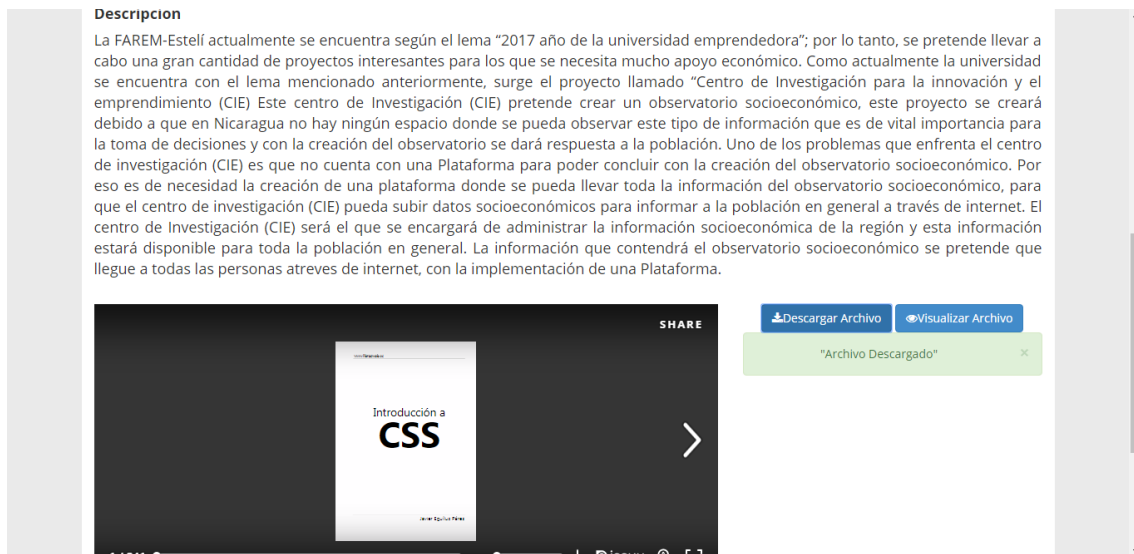 Descripción
La FAREM-Estelí actualmente se encuentra según el lema “2017 año de la universidad emprendedora”; por lo tanto, se pretende llevar a
cabo una gran cantidad de proyectos interesantes para los que se necesita mucho apoyo económico. Como actualmente la universidad
se encuentra con el lema mencionado anteriormente, surge el proyecto llamado “Centro de Investigación para la innovación y el
emprendimiento (CIE) Este centro de Investigación (CIE) pretende crear un observatorio socioeconómico, este proyecto se creará
debido a que en Nicaragua no hay ningún espacio donde se pueda observar este tipo de información que es de vital importancia para
la toma de decisiones y con la creación del observatorio se dará respuesta a la población. Uno de los problemas que enfrenta el centro
de investigación (CIE) es que no cuenta con una Plataforma para poder concluir con la creación del observatorio socioeconómico. Por
eso es de necesidad la creación de una plataforma donde se pueda llevar toda la información del observatorio socioeconómico, para
que el centro de investigación (CIE) pueda subir datos socioeconómicos para informar a la población en general a través de internet. El
centro de Investigación (CIE) será el que se encargará de administrar la información socioeconómica de la región y esta información
estará disponible para toda la población en general. La información que contendrá el observatorio socioeconómico se pretende que
llegue a todas las personas atreves de internet, con la implementación de una Plataforma.
SHARE
Introducción a
CSS
Javier Eguíluz Pérez
Descargar Archivo
Visualizar Archivo
"Archivo Descargado" ×